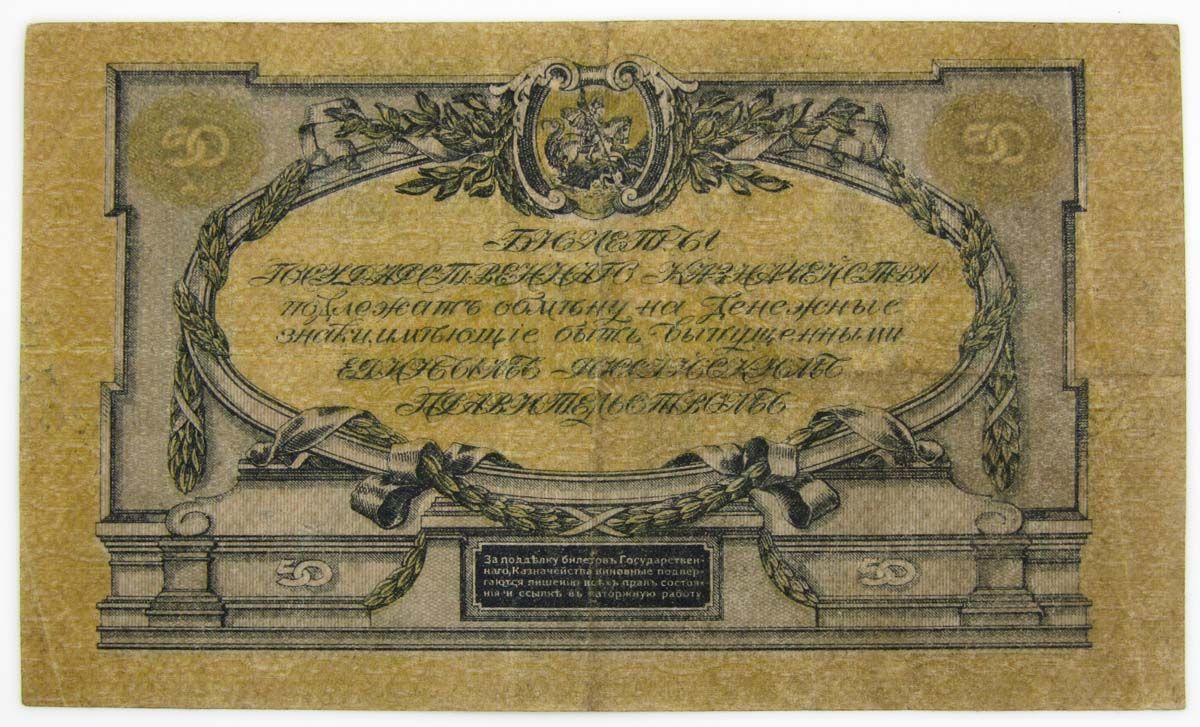 50 50
БИЛЕТЫ
ГОСУДАРСТВЕННАГО КАЗНАЧЕЙСТВА
подлежатъ обмѣну на Денежные
знаки, имѣющіе быть выпущенными
ЕДИНЫМЪ ‑ ВСЕРОССІЙСКИМЪ
ПРАВИТЕЛЬСТВОМЪ
50 50
За поддѣлку билетовъ Государствен-
наго, Казначейства виновные подвер-
гаются лишенію всѣхъ правъ состоя-
нія и ссылкѣ въ каторжную работу.